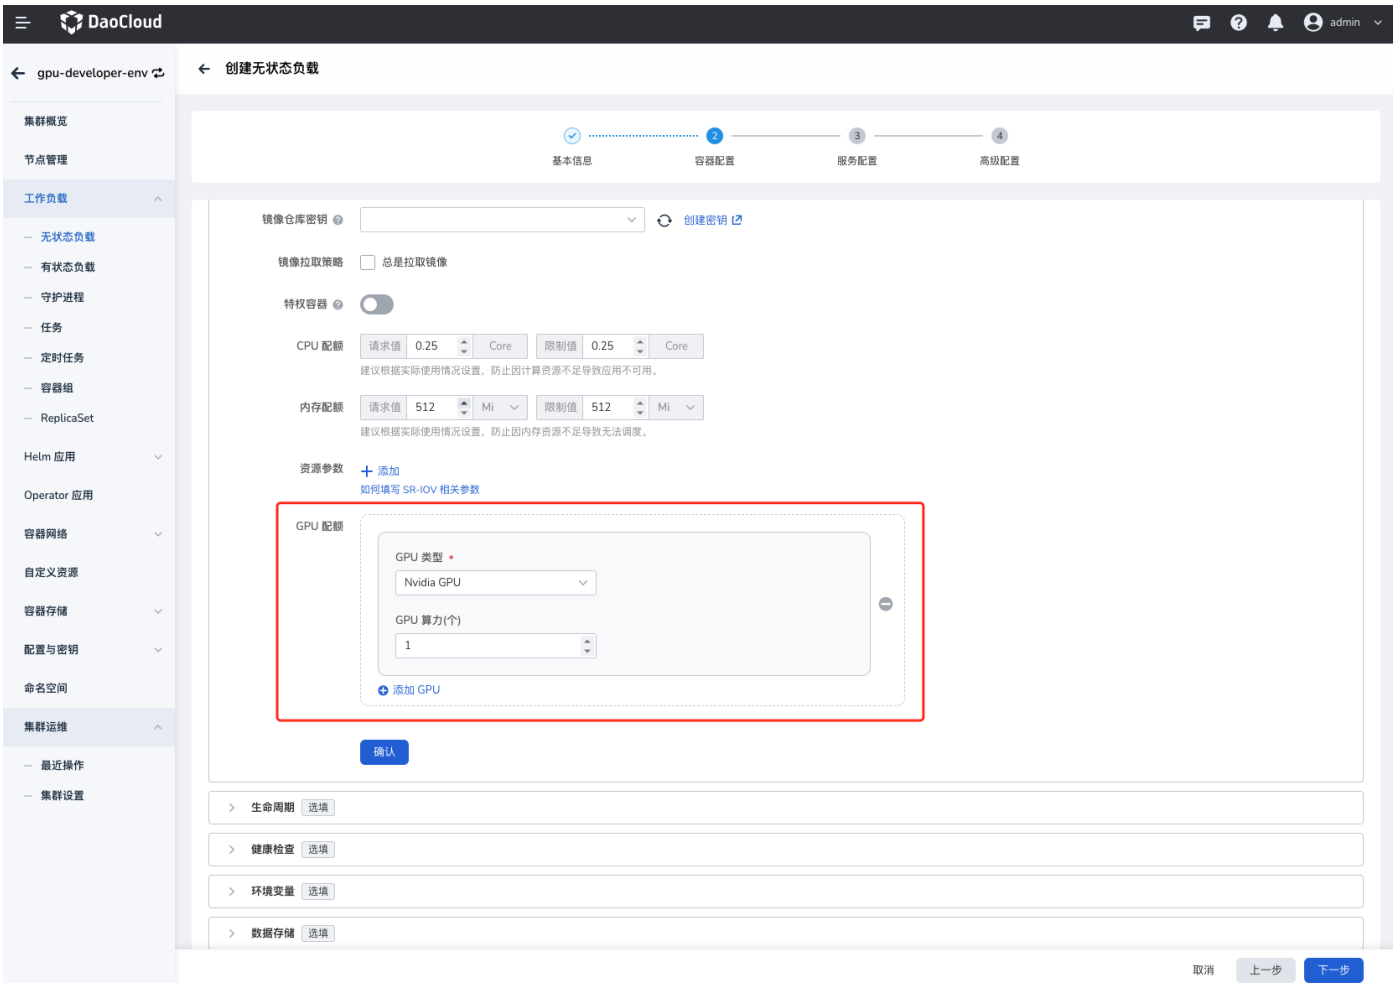 DaoCloud
admin
gpu-developer-env
集群概览
节点管理
工作负载
无状态负载
有状态负载
守护进程
任务
定时任务
容器组
ReplicaSet
Helm 应用
Operator 应用
容器网络
自定义资源
容器存储
配置与密钥
命名空间
集群运维
最近操作
集群设置
创建无状态负载
2
3
4
基本信息
容器配置
服务配置
高级配置
镜像仓库密钥
创建密钥
镜像拉取策略
总是拉取镜像
特权容器
CPU 配额 请求值 0.25 Core 限制值 0.25 Core
建议根据实际使用情况设置，防止因计算资源不足导致应用不可用。
内存配额 请求值 512 Mi 限制值 512 Mi
建议根据实际使用情况设置，防止因内存资源不足导致无法调度。
资源参数 添加
如何填写 SR-IOV 相关参数
GPU 配额
GPU 类型 *
Nvidia GPU
GPU 算力(个)
1
添加 GPU
确认
生命周期 选填
健康检查 选填
环境变量 选填
数据存储 选填
取消 上一步 下一步